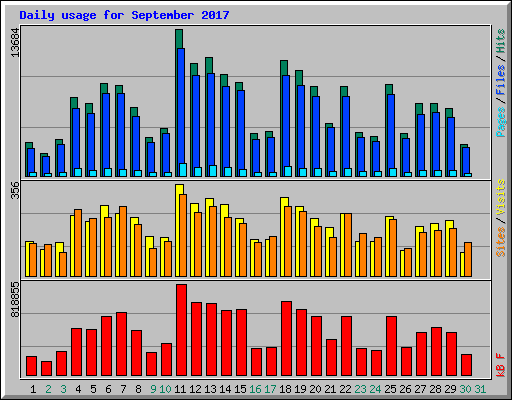 Daily usage for September 2017
13684
356
818855
Pages / Files / Hits
Sites / Visits
kB F
1 2 3 4 5 6 7 8 9 10 11 12 13 14 15 16 17 18 19 20 21 22 23 24 25 26 27 28 29 30 31